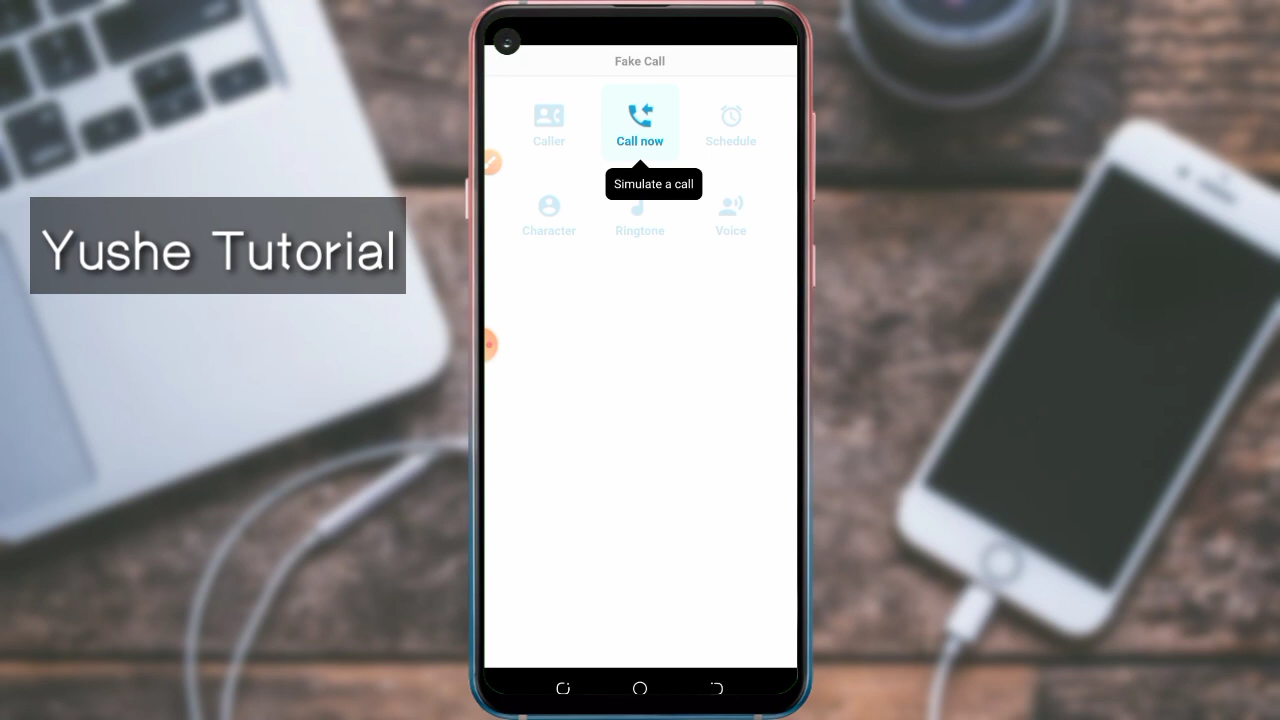 Fake Call
Caller
Call now
Schedule
Simulate a call
Yushe Tutorial
Character
Ringtone
Voice